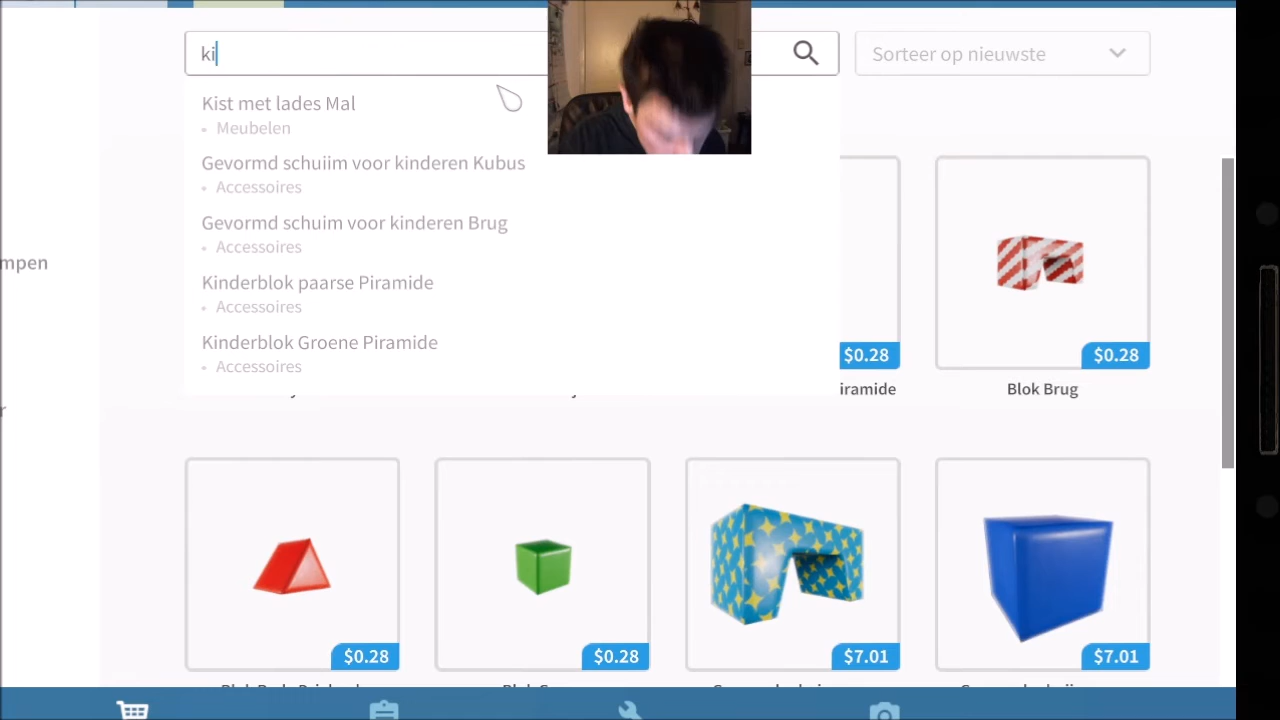 ki
Sorteer op nieuwste
Kist met lades Mal
Meubelen
Gevormd schuiim voor kinderen Kubus
Accessoires
Gevormd schuim voor kinderen Brug
Accessoires
Kinderblok paarse Piramide
Accessoires
Kinderblok Groene Piramide
Accessoires
mpen
$0.28
$0.28
iramide
Blok Brug
$0.28
$0.28
$7.01
$7.01